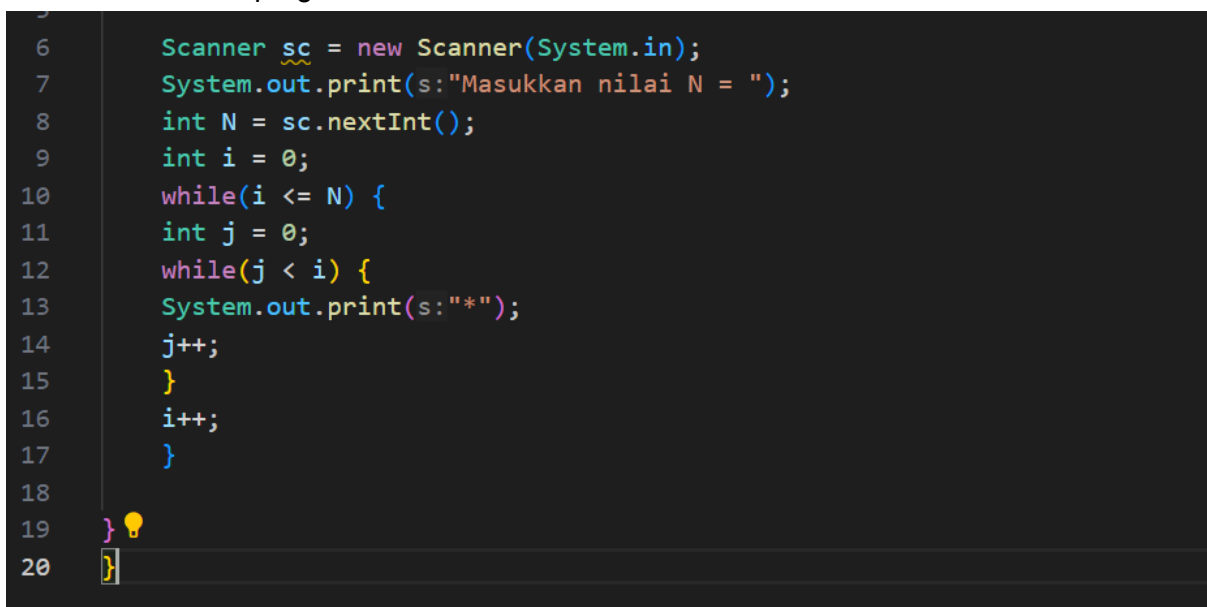 6 Scanner sc = new Scanner(System.in);
7 System.out.print(s:"Masukkan nilai N = ");
8 int N = sc.nextInt();
9 int i = 0;
10 while(i <= N) {
11 int j = 0;
12 while(j < i) {
13 System.out.print(s:"*");
14 j++;
15 }
16 i++;
17 }
18
19 }
20 }